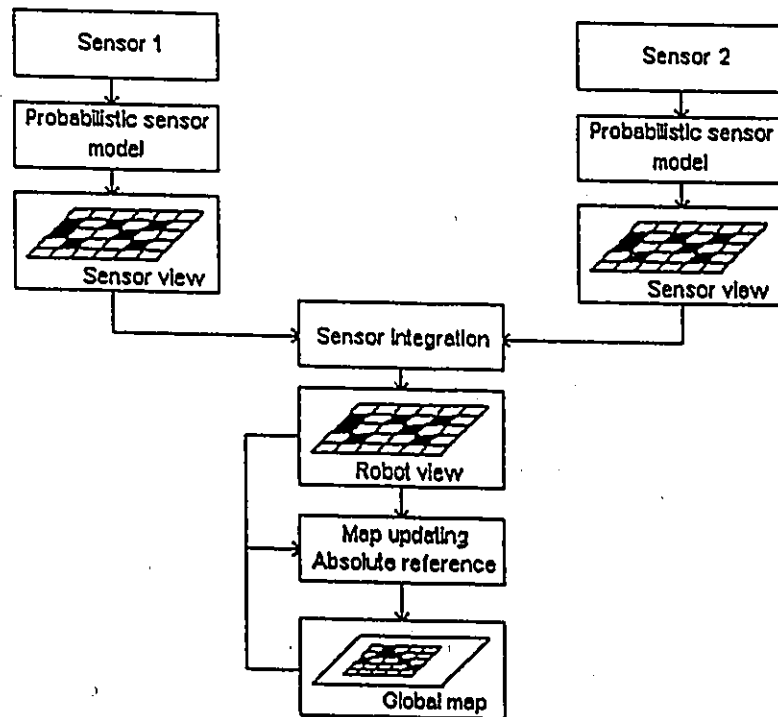 Sensor 1
Probabilistic sensor
model
Sensor view
Sensor 2
Probabilistic sensor
model
Sensor view
Sensor integration
Robot view
Map updating
Absolute reference
Global map